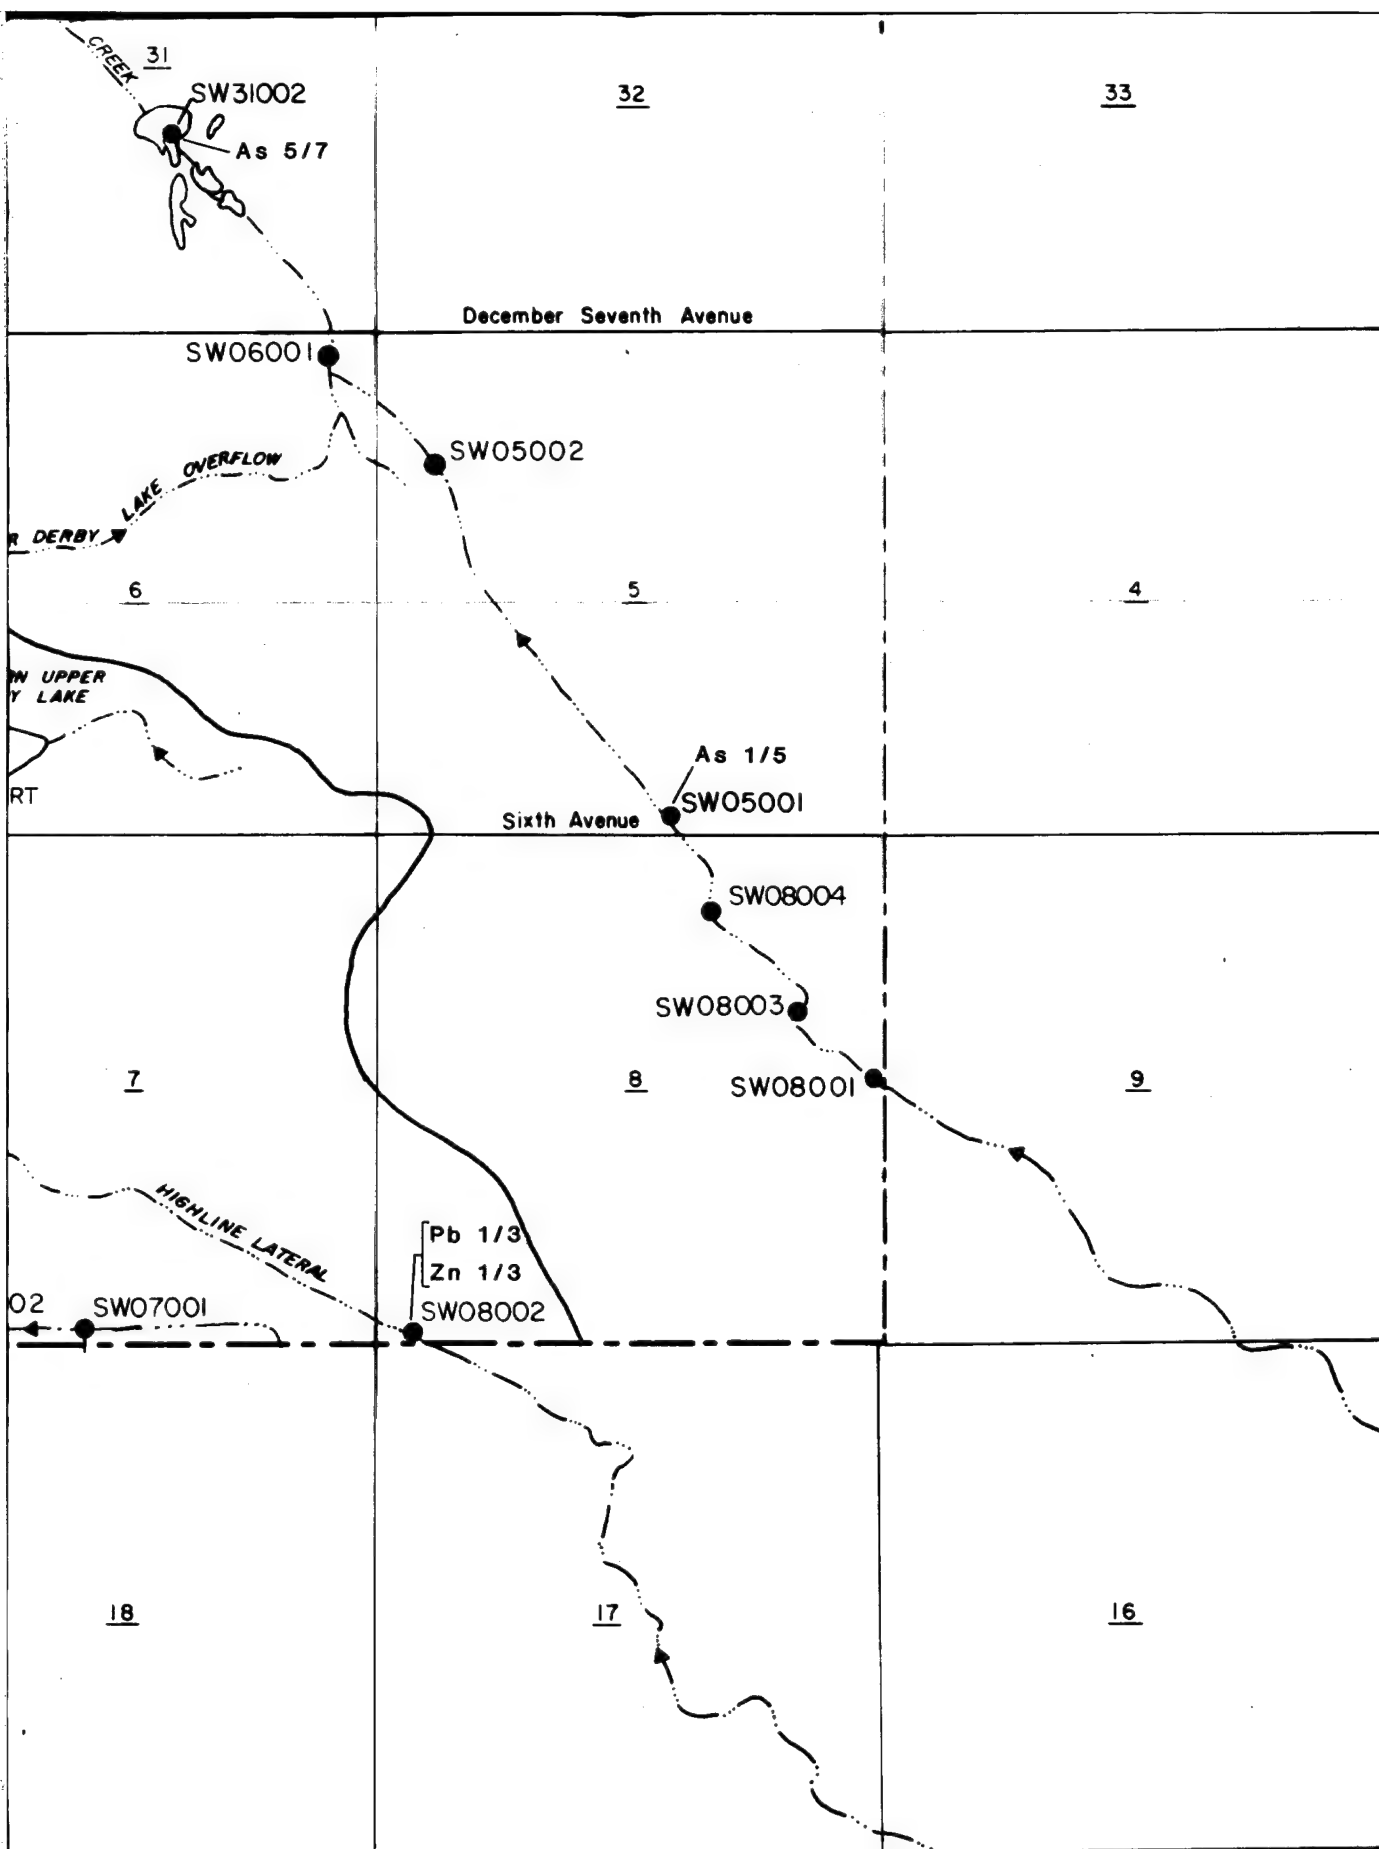 CREEK
31
SW31002
As 5/7
32
33
December Seventh Avenue
SW06001
SW05002
LAKE OVERFLOW
R DERBY
6
5
4
N UPPER
Y LAKE
RT
As 1/5
SW05001
Sixth Avenue
SW08004
SW08003
SW08001
7
8
9
HIGHLINE LATERAL
Pb 1/3
Zn 1/3
SW08002
02
SW07001
18
17
16